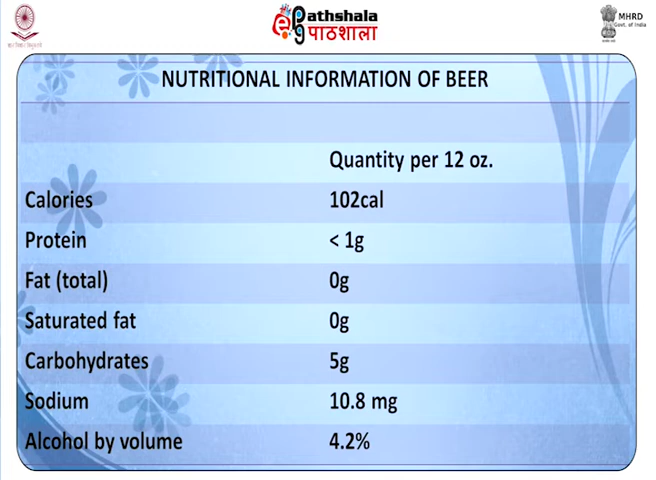 ePathshala
पाठशाला
MHRD
Govt. of India
NUTRITIONAL INFORMATION OF BEER
Quantity per 12 oz.
Calories 102cal
Protein < 1g
Fat (total) 0g
Saturated fat 0g
Carbohydrates 5g
Sodium 10.8 mg
Alcohol by volume 4.2%